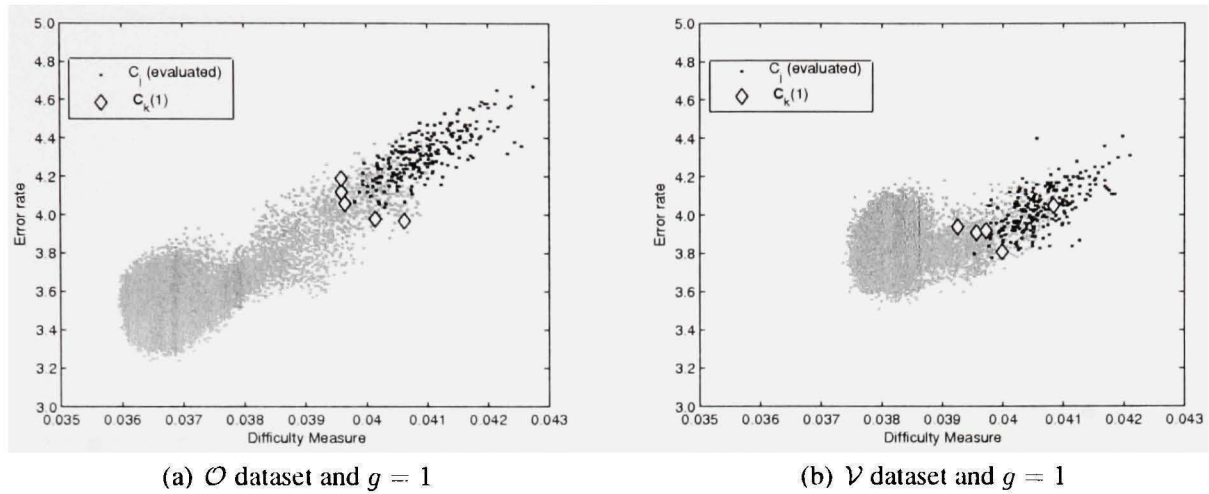 5.0
4.8
4.6
4.4
4.2
4.0
3.8
3.6
3.4
3.2
3.0
Error rate
C_l (evaluated)
C_k(1)
0.035 0.036 0.037 0.038 0.039 0.04 0.041 0.042 0.043
Difficulty Measure
(a) 𝒪 dataset and g = 1
5.0
4.8
4.6
4.4
4.2
4.0
3.8
3.6
3.4
3.2
3.0
Error rate
C_l (evaluated)
C_k(1)
0.035 0.036 0.037 0.038 0.039 0.04 0.041 0.042 0.043
Difficulty Measure
(b) 𝒱 dataset and g = 1